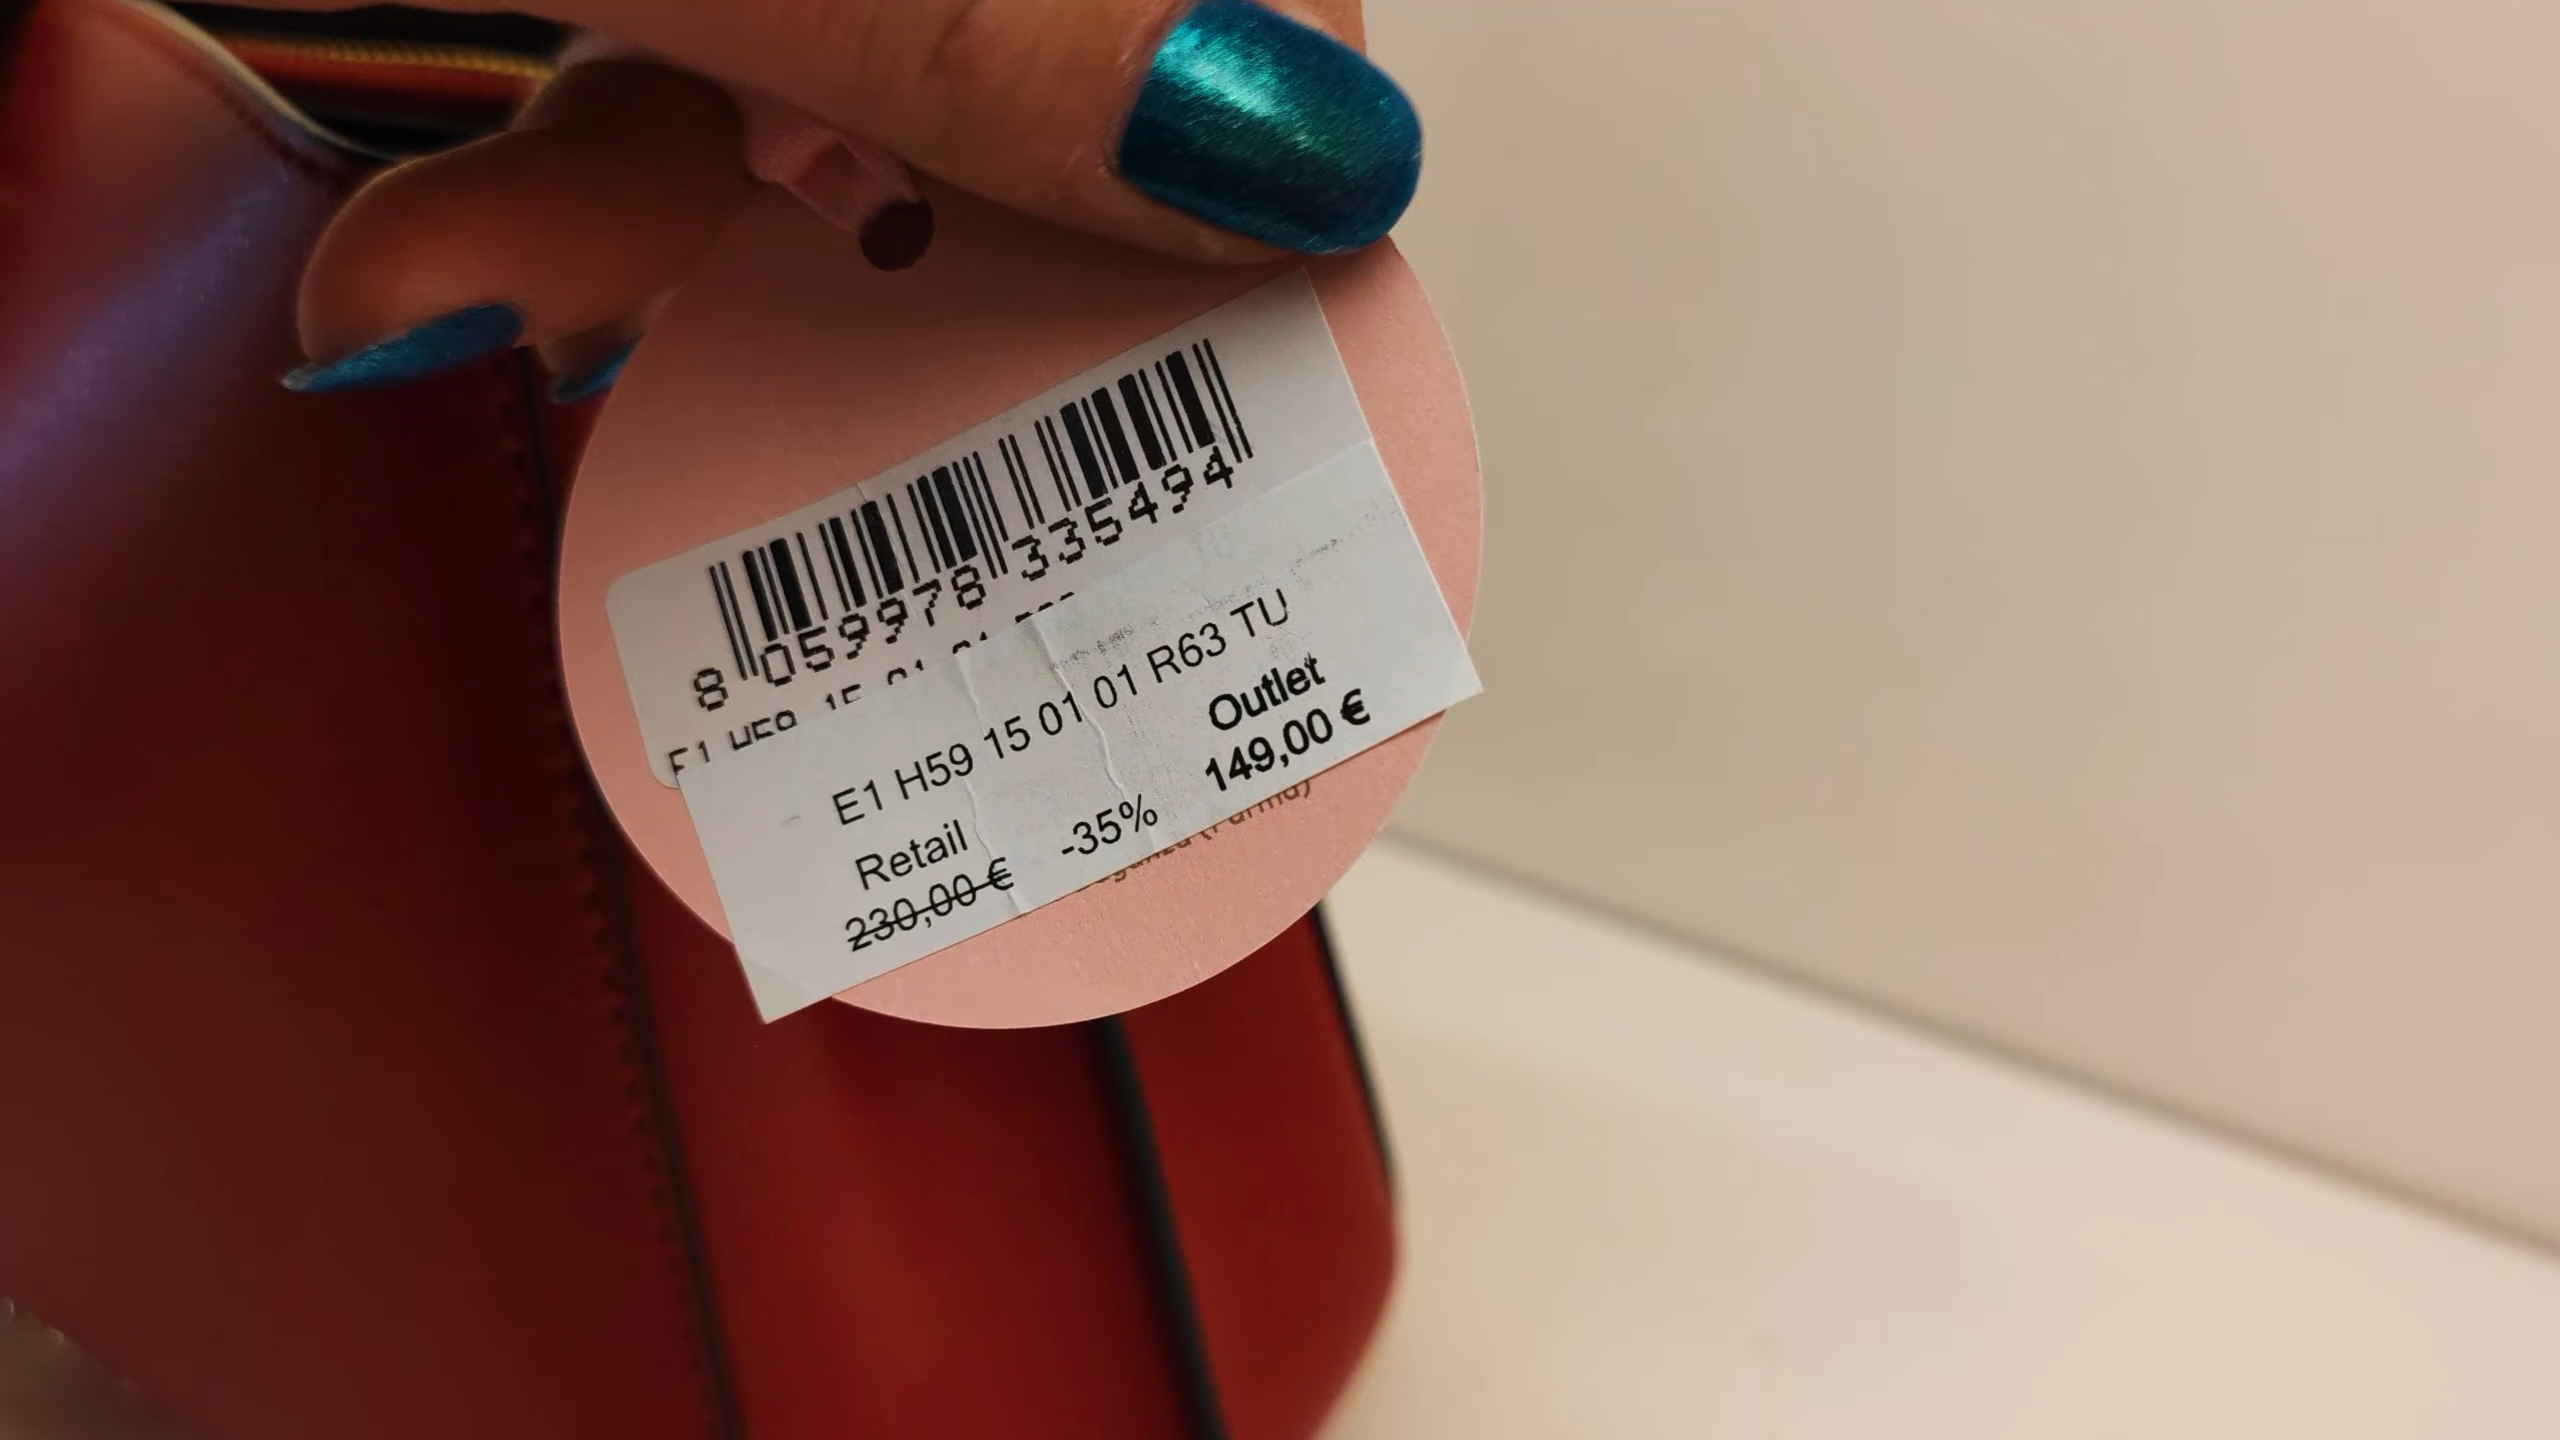 8 059978 335494
E1 H59 15 01 01 R63 TU
Retail Outlet
230,00 € -35% 149,00 €